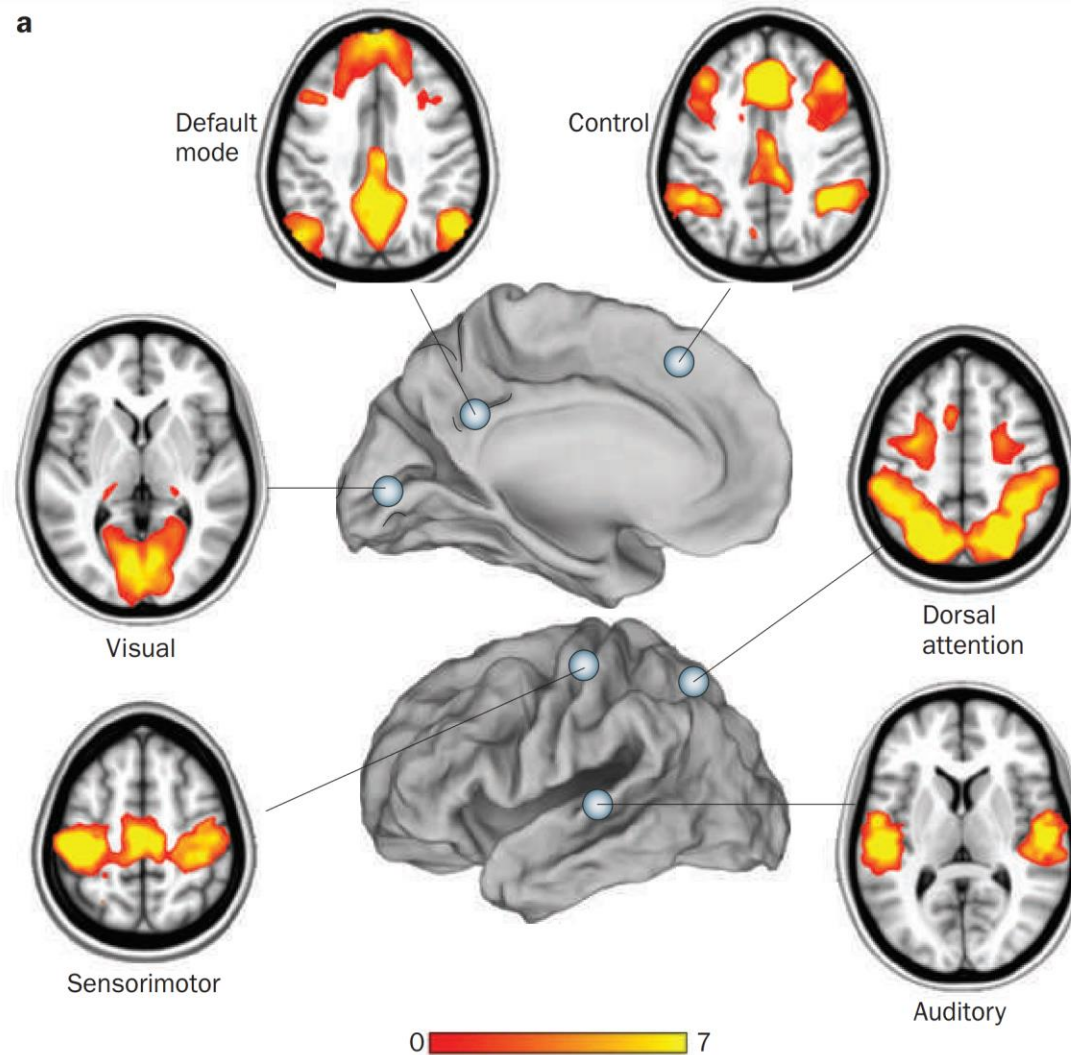 a
Default
mode
Control
Visual
Dorsal
attention
Sensorimotor
Auditory
0
7